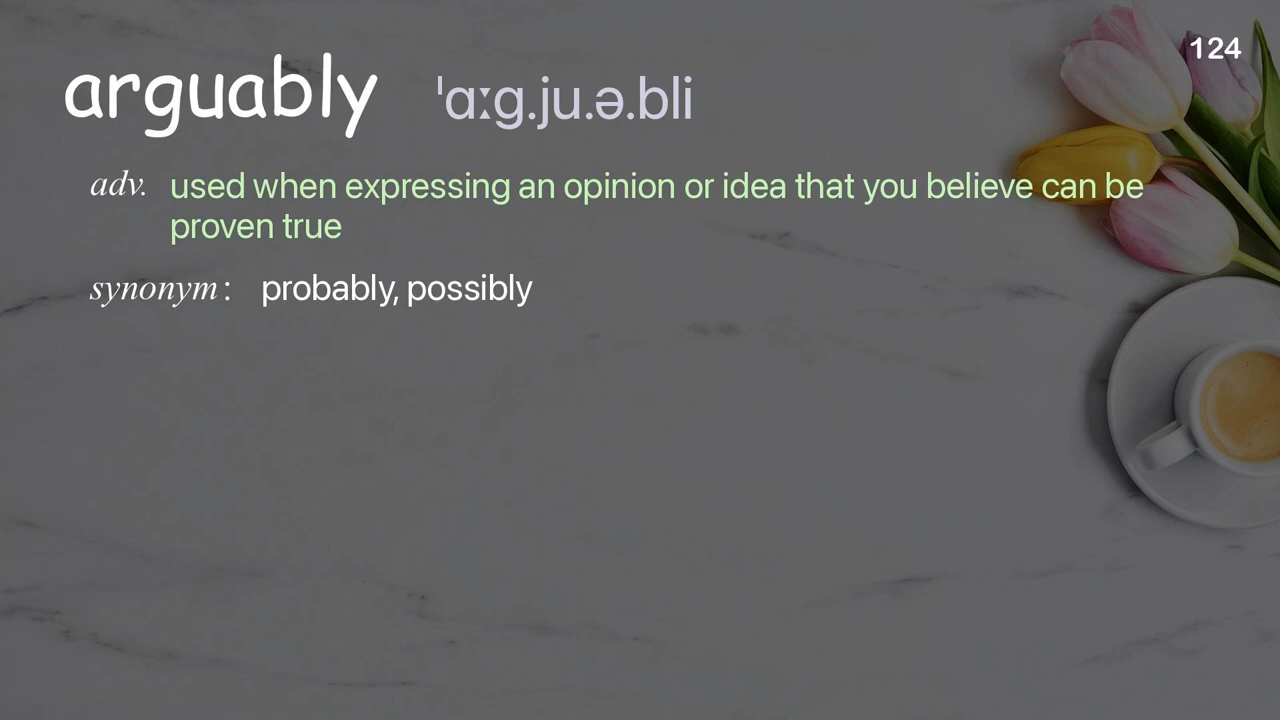 124
arguably ˈɑːg.ju.ə.bli
adv. used when expressing an opinion or idea that you believe can be
proven true
synonym: probably, possibly